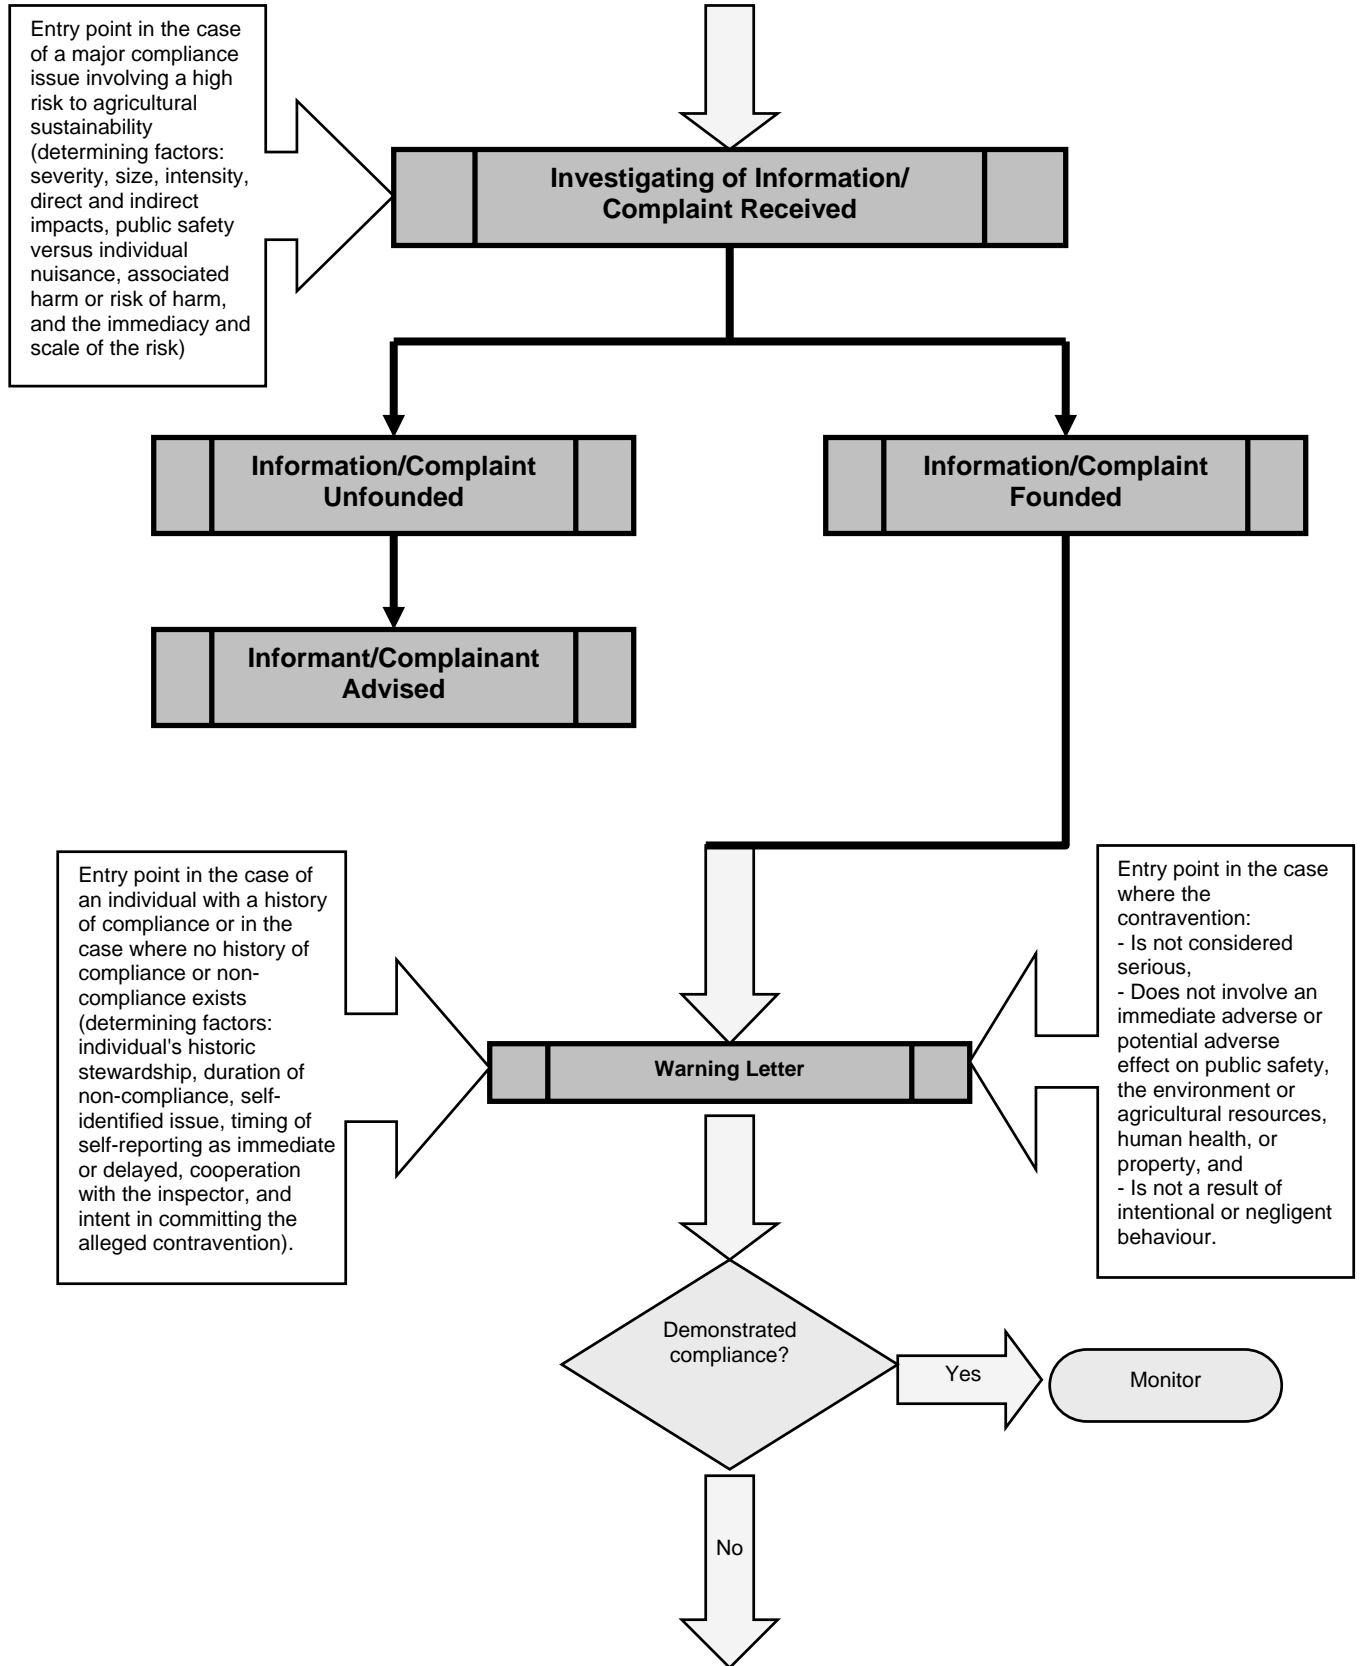 Entry point in the case
of a major compliance
issue involving a high
risk to agricultural
sustainability
(determining factors:
severity, size, intensity,
direct and indirect
impacts, public safety
versus individual
nuisance, associated
harm or risk of harm,
and the immediacy and
scale of the risk)
Investigating of Information/
Complaint Received
Information/Complaint
Unfounded
Information/Complaint
Founded
Informant/Complainant
Advised
Entry point in the case of
an individual with a history
of compliance or in the
case where no history of
compliance or non-
compliance exists
(determining factors:
individual's historic
stewardship, duration of
non-compliance, self-
identified issue, timing of
self-reporting as immediate
or delayed, cooperation
with the inspector, and
intent in committing the
alleged contravention).
Entry point in the case
where the
contravention:
- Is not considered
serious,
- Does not involve an
immediate adverse or
potential adverse
effect on public safety,
the environment or
agricultural resources,
human health, or
property, and
- Is not a result of
intentional or negligent
behaviour.
Warning Letter
Demonstrated
compliance?
Yes
Monitor
No